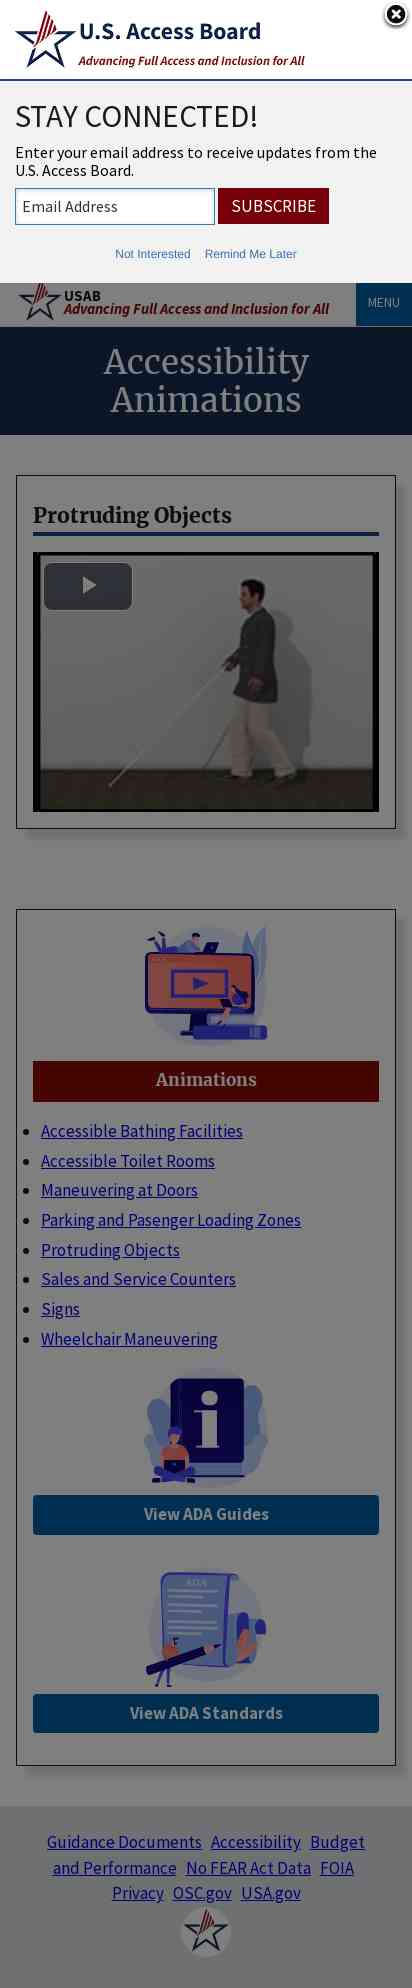 U.S. Access Board
Advancing Full Access and Inclusion for All
STAY CONNECTED!
Enter your email address to receive updates from the
U.S. Access Board.
Email Address
SUBSCRIBE
Not Interested Remind Me Later
USAB
Advancing Full Access and Inclusion for All
MENU
Accessibility
Animations
Protruding Objects
Animations
Accessible Bathing Facilities
Accessible Toilet Rooms
Maneuvering at Doors
Parking and Pasenger Loading Zones
Protruding Objects
Sales and Service Counters
Signs
Wheelchair Maneuvering
i
View ADA Guides
ADA
View ADA Standards
Guidance Documents Accessibility Budget
and Performance No FEAR Act Data FOIA
Privacy OSC.gov USA.gov